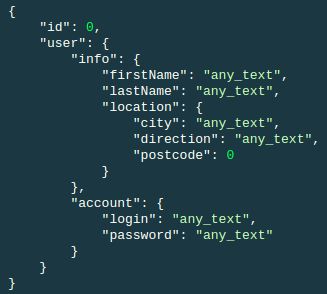 {
    "id": 0,
    "user": {
        "info": {
            "firstName": "any_text",
            "lastName": "any_text",
            "location": {
                "city": "any_text",
                "direction": "any_text",
                "postcode": 0
            }
        },
        "account": {
            "login": "any_text",
            "password": "any_text"
        }
    }
}